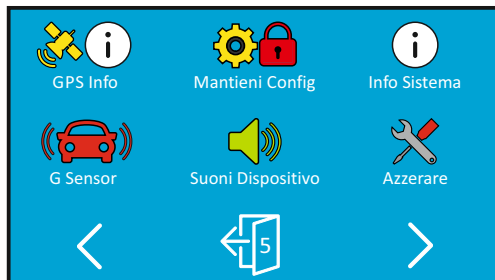 GPS Info
Mantieni Config
Info Sistema
G Sensor
Suoni Dispositivo
Azzerare
5